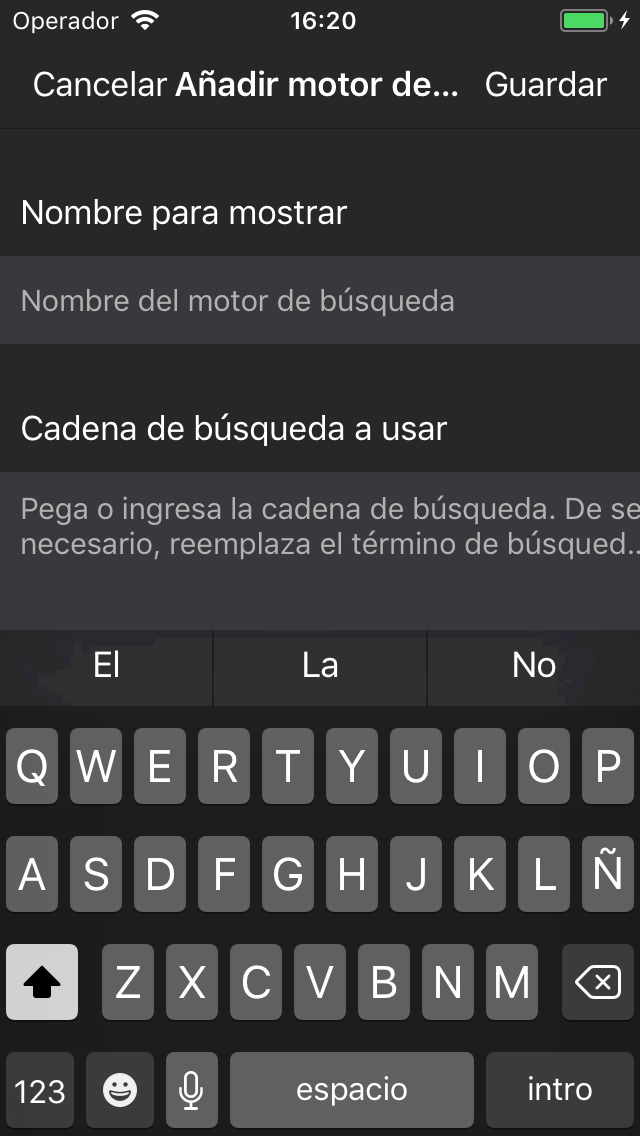 Operador 16:20
Cancelar Añadir motor de... Guardar
Nombre para mostrar
Nombre del motor de búsqueda
Cadena de búsqueda a usar
Pega o ingresa la cadena de búsqueda. De se
necesario, reemplaza el término de búsqued...
El La No
Q W E R T Y U I O P
A S D F G H J K L Ñ
Z X C V B N M
123 espacio intro